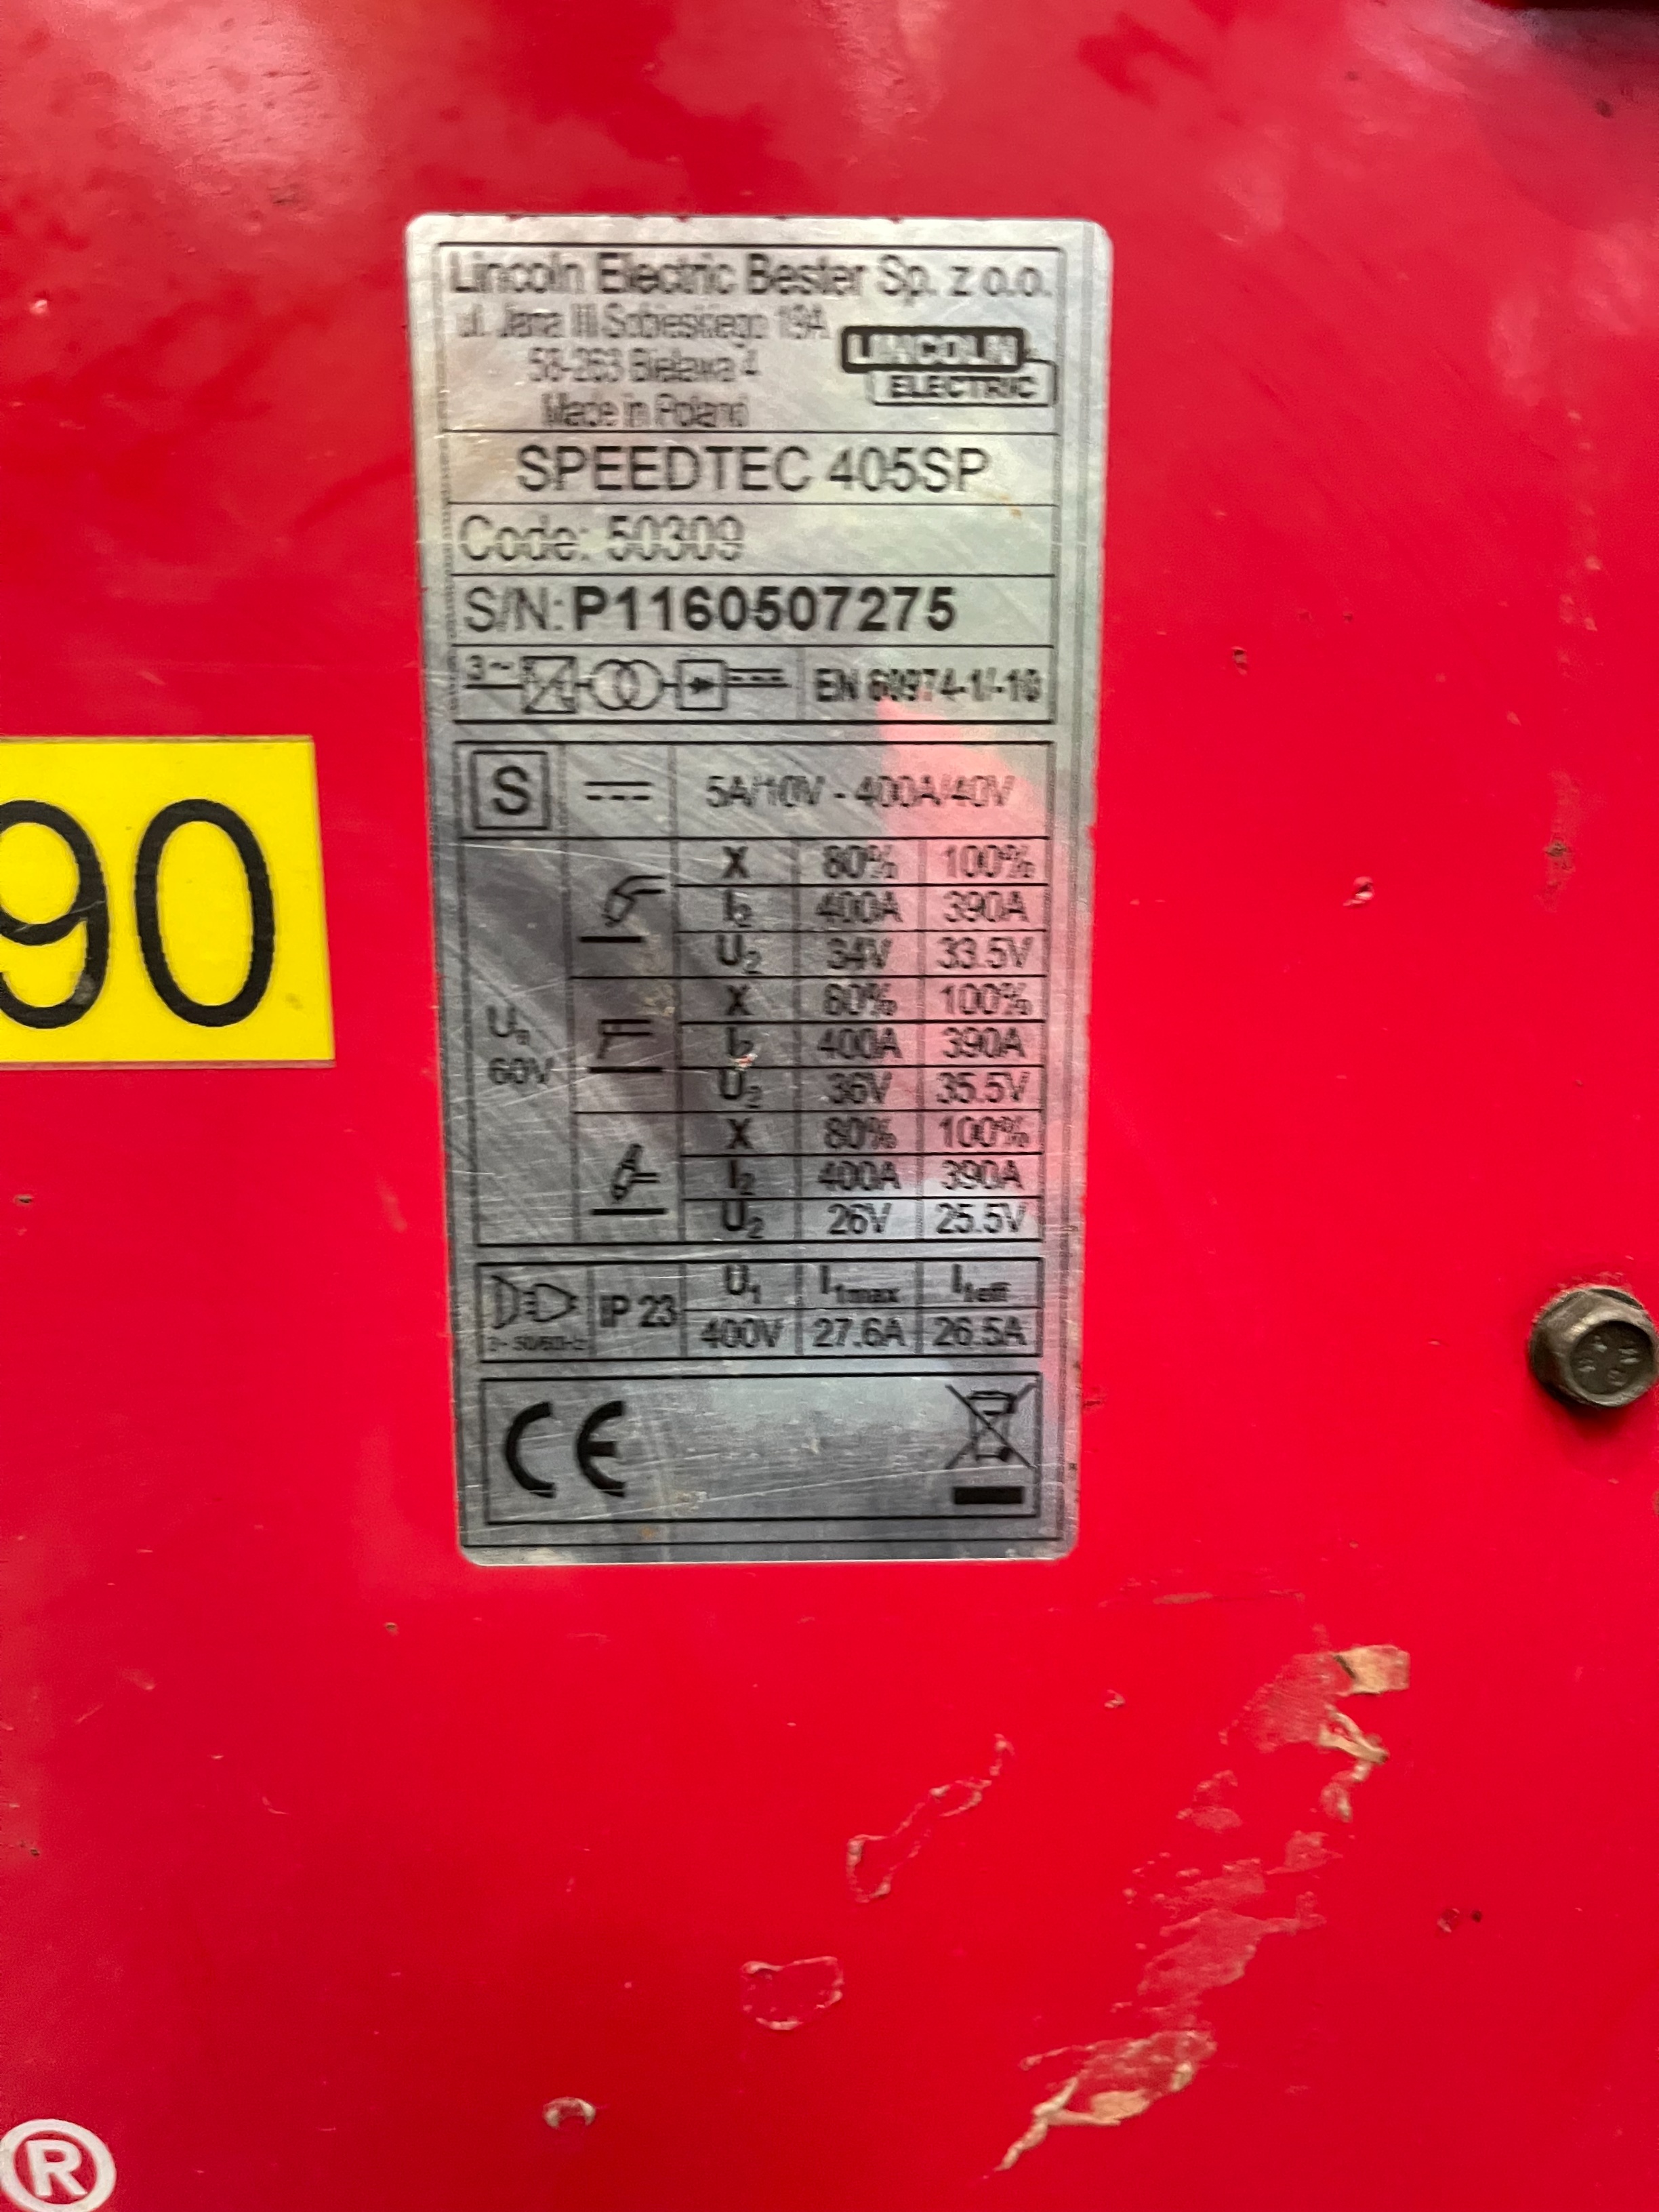 Lincoln Electric Bester Sp. z o.o.
ul. Jana III Sobieskiego 19A
58-263 Bielawa 4
Made in Poland
LINCOLN
ELECTRIC
SPEEDTEC 405SP
Code: 50309
S/N: P1160507275
3~ EN 60974-1/-10
S 5A/10V - 400A/40V
X 80% 100%
I2 400A 390A
U2 34V 33.5V
U0 60V
X 80% 100%
I2 400A 390A
U2 36V 35.5V
X 80% 100%
I2 400A 390A
U2 26V 25.5V
3~ 50/60Hz
IP 23
U1 I1max I1eff
400V 27.6A 26.5A
CE
90
®